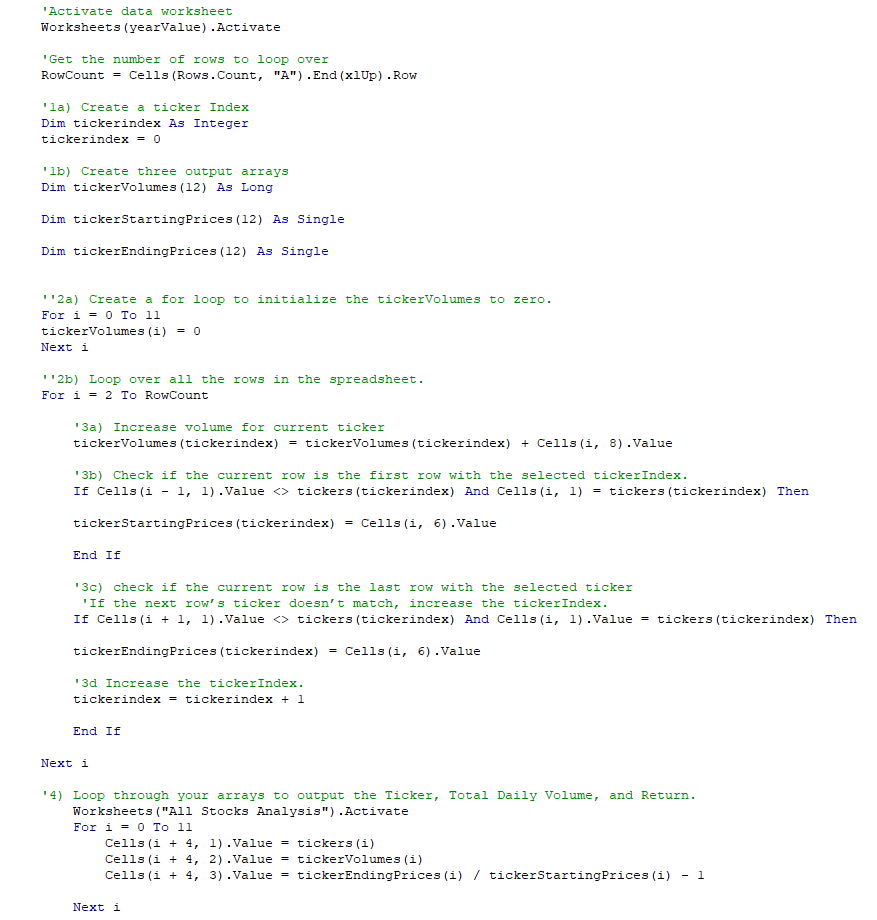 'Activate data worksheet
Worksheets(yearValue).Activate
'Get the number of rows to loop over
RowCount = Cells(Rows.Count, "A").End(xlUp).Row
'1a) Create a ticker Index
Dim tickerindex As Integer
tickerindex = 0
'1b) Create three output arrays
Dim tickerVolumes(12) As Long
Dim tickerStartingPrices(12) As Single
Dim tickerEndingPrices(12) As Single
''2a) Create a for loop to initialize the tickerVolumes to zero.
For i = 0 To 11
tickerVolumes(i) = 0
Next i
''2b) Loop over all the rows in the spreadsheet.
For i = 2 To RowCount
'3a) Increase volume for current ticker
tickerVolumes(tickerindex) = tickerVolumes(tickerindex) + Cells(i, 8).Value
'3b) Check if the current row is the first row with the selected tickerIndex.
If Cells(i - 1, 1).Value <> tickers(tickerindex) And Cells(i, 1) = tickers(tickerindex) Then
tickerStartingPrices(tickerindex) = Cells(i, 6).Value
End If
'3c) check if the current row is the last row with the selected ticker
'If the next row’s ticker doesn’t match, increase the tickerIndex.
If Cells(i + 1, 1).Value <> tickers(tickerindex) And Cells(i, 1).Value = tickers(tickerindex) Then
tickerEndingPrices(tickerindex) = Cells(i, 6).Value
'3d Increase the tickerIndex.
tickerindex = tickerindex + 1
End If
Next i
'4) Loop through your arrays to output the Ticker, Total Daily Volume, and Return.
Worksheets("All Stocks Analysis").Activate
For i = 0 To 11
Cells(i + 4, 1).Value = tickers(i)
Cells(i + 4, 2).Value = tickerVolumes(i)
Cells(i + 4, 3).Value = tickerEndingPrices(i) / tickerStartingPrices(i) - 1
Next i